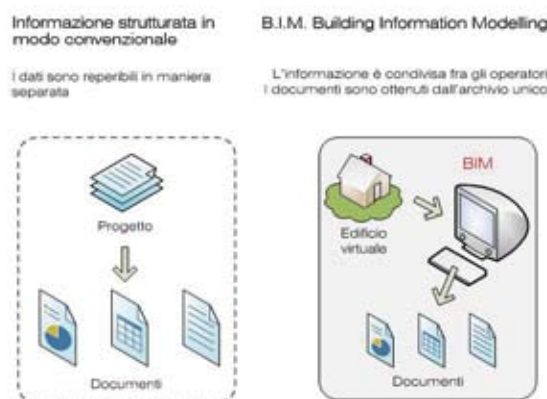 Informazione strutturata in
modo convenzionale
I dati sono reperibili in maniera
separata
Progetto
Documenti
B.I.M. Building Information Modelling
L'informazione è condivisa fra gli operatori
I documenti sono ottenuti dall'archivio unico
BIM
Edificio
virtuale
Documenti